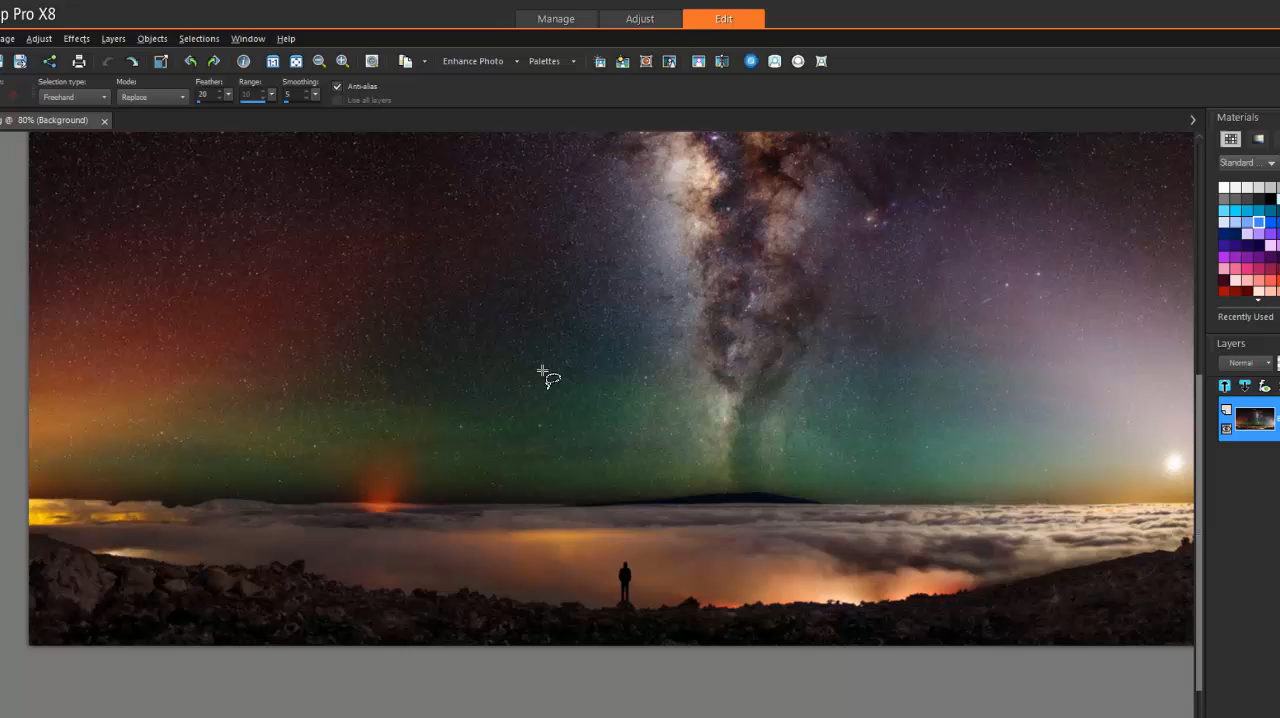 p Pro X8
Manage Adjust Edit
age Adjust Effects Layers Objects Selections Window Help
Enhance Photo Palettes
Selection type: Mode: Feather: Range: Smoothing:
Anti-alias
Freehand Replace 20 10 5
Use all layers
g @ 80% (Background)
Materials
Standard ...
Recently Used
Layers
Normal